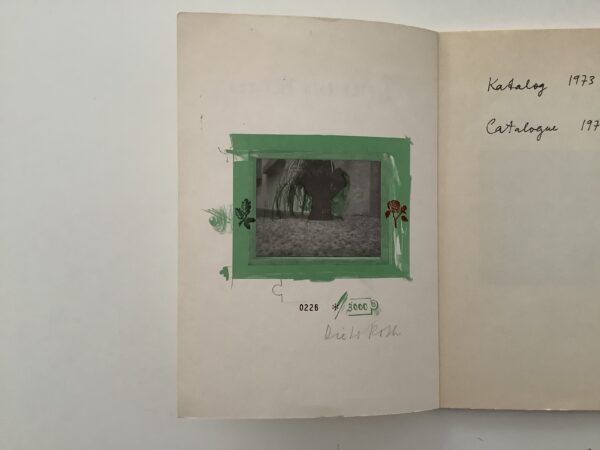 0226 * / 3000
Dieter Roth
Katalog 1973
Catalogue 197